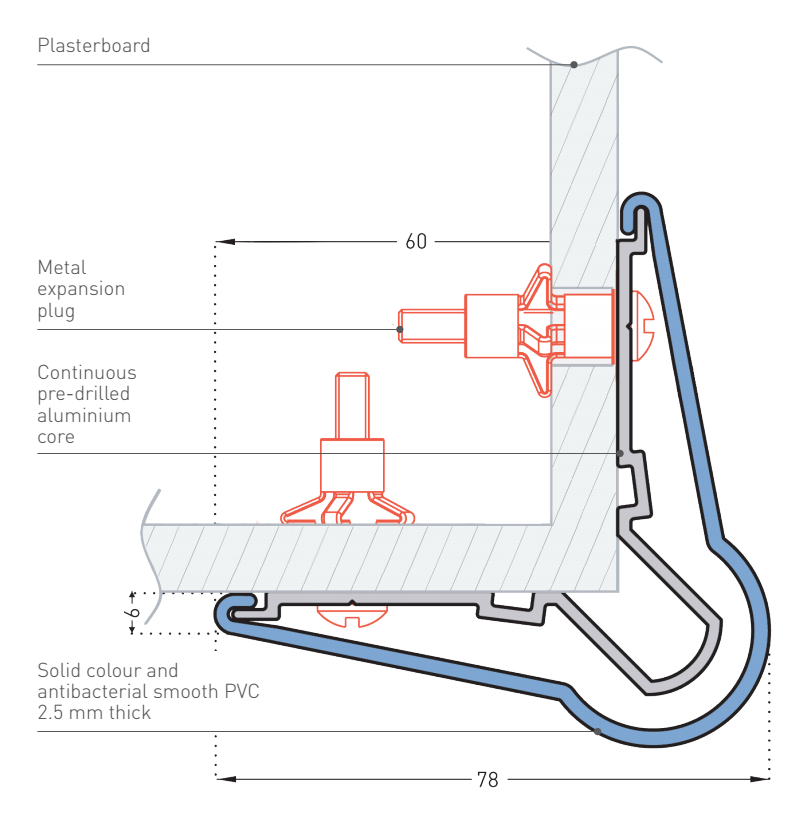 Plasterboard
60
Metal
expansion
plug
Continuous
pre-drilled
aluminium
core
6
Solid colour and
antibacterial smooth PVC
2.5 mm thick
78